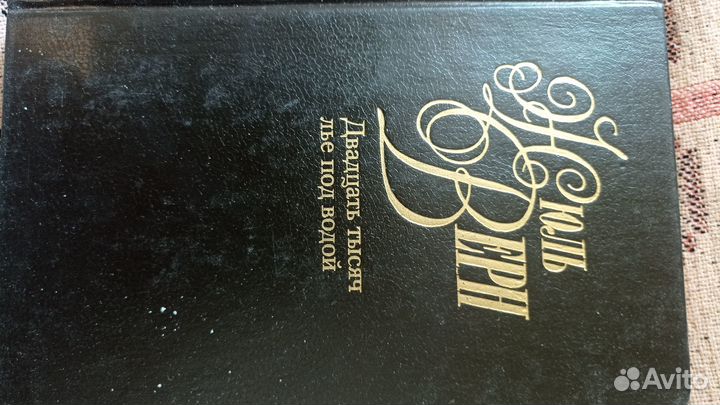 Жюль
Верн
Двадцать тысяч
лье под водой
Avito